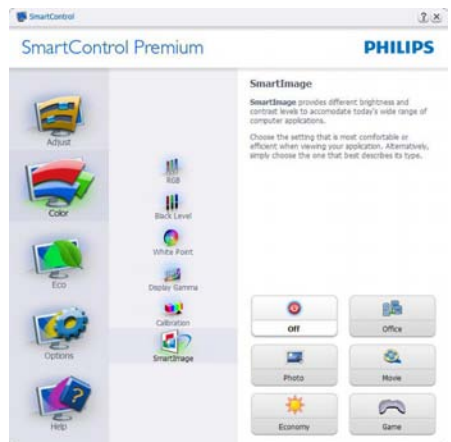 SmartControl
SmartControl Premium
PHILIPS
Adjust
Color
Eco
Options
Help
RGB
Black Level
White Point
Display Gamma
Calibration
SmartImage
SmartImage
SmartImage provides different brightness and
contrast levels to accomodate today's wide range of
computer applications.
Choose the setting that is most comfortable or
efficient when viewing your application. Alternatively,
simply choose the one that best describes its type.
Off
Office
Photo
Movie
Economy
Game